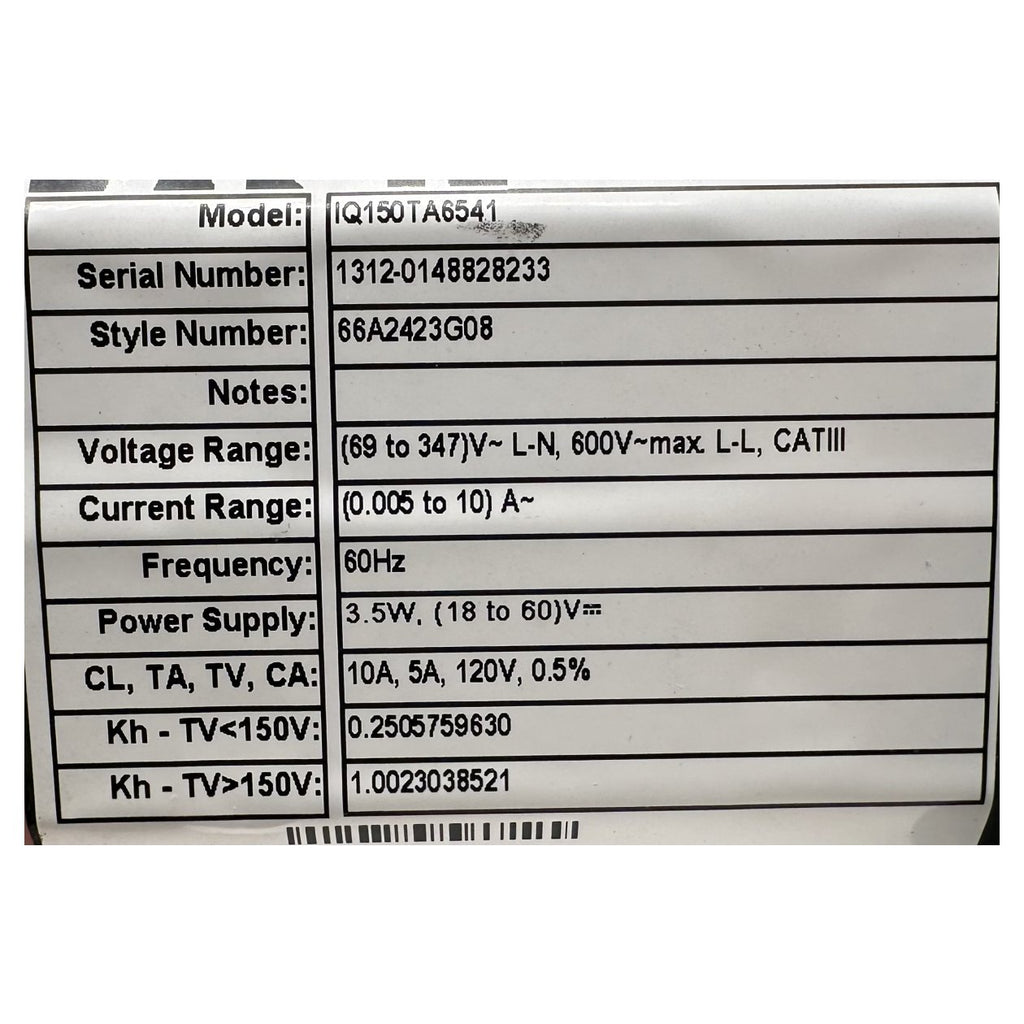 Model: IQ150TA6541
Serial Number: 1312-0148828233
Style Number: 66A2423G08
Notes:
Voltage Range: (69 to 347)V~ L-N, 600V~max. L-L, CATIII
Current Range: (0.005 to 10) A~
Frequency: 60Hz
Power Supply: 3.5W, (18 to 60)V⎓
CL, TA, TV, CA: 10A, 5A, 120V, 0.5%
Kh - TV<150V: 0.2505759630
Kh - TV>150V: 1.0023038521